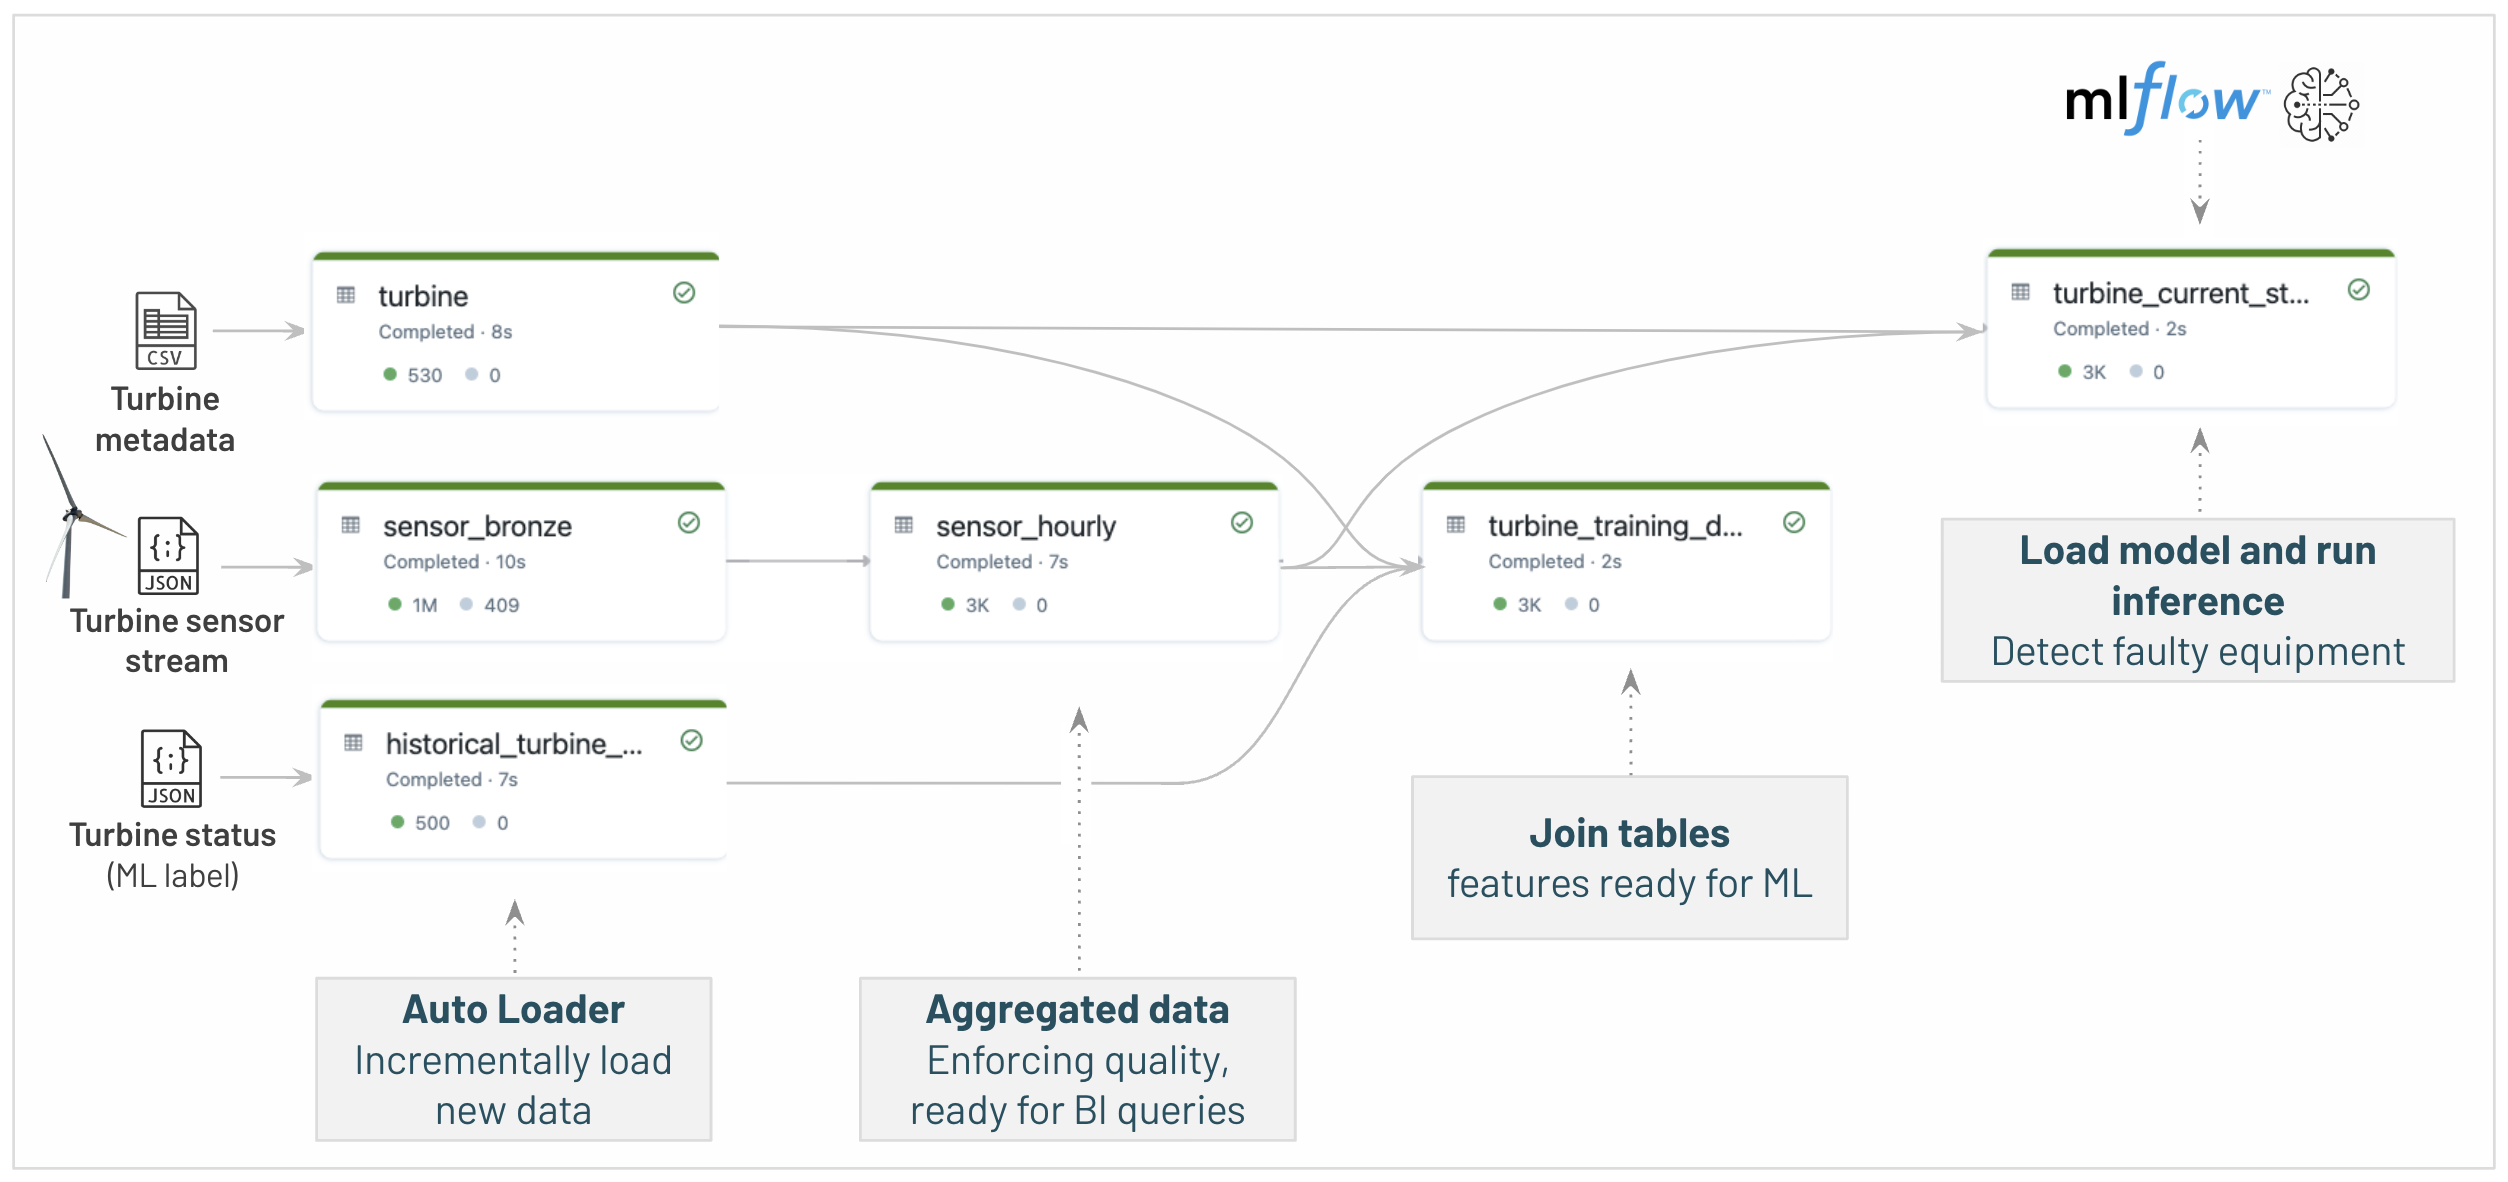 mlflow™
CSV
Turbine
metadata
turbine
Completed · 8s
530 0
turbine_current_st...
Completed · 2s
3K 0
JSON
Turbine sensor
stream
sensor_bronze
Completed · 10s
1M 409
sensor_hourly
Completed · 7s
3K 0
turbine_training_d...
Completed · 2s
3K 0
Load model and run
inference
Detect faulty equipment
JSON
Turbine status
(ML label)
historical_turbine_...
Completed · 7s
500 0
Join tables
features ready for ML
Auto Loader
Incrementally load
new data
Aggregated data
Enforcing quality,
ready for BI queries